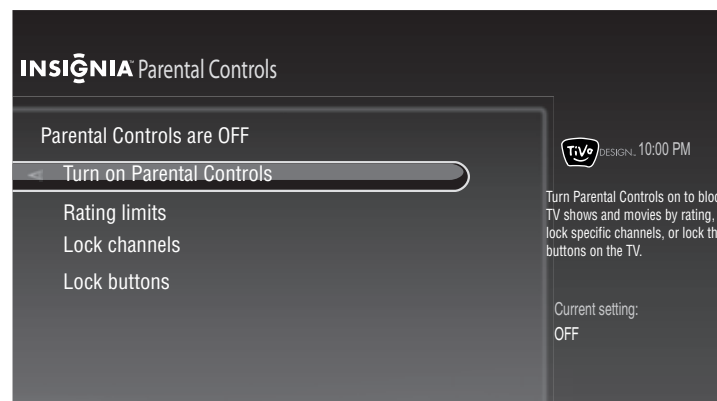 INSIGNIA™ Parental Controls
Parental Controls are OFF
Turn on Parental Controls
Rating limits
Lock channels
Lock buttons
TiVo DESIGN™ 10:00 PM
Turn Parental Controls on to
TV shows and movies by rating,
lock specific channels, or lock
buttons on the TV.
Current setting:
OFF